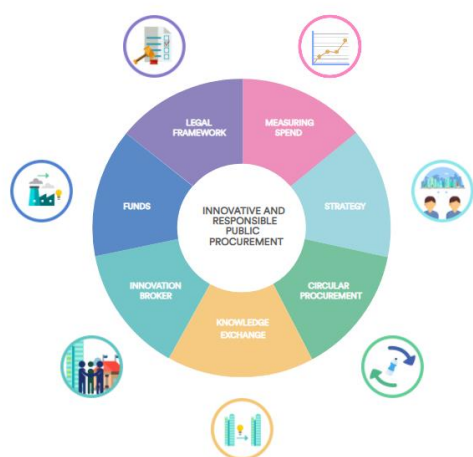 LEGAL
FRAMEWORK
MEASURING
SPEND
FUNDS
INNOVATIVE AND
RESPONSIBLE
PUBLIC
PROCUREMENT
STRATEGY
INNOVATION
BROKER
CIRCULAR
PROCUREMENT
KNOWLEDGE
EXCHANGE